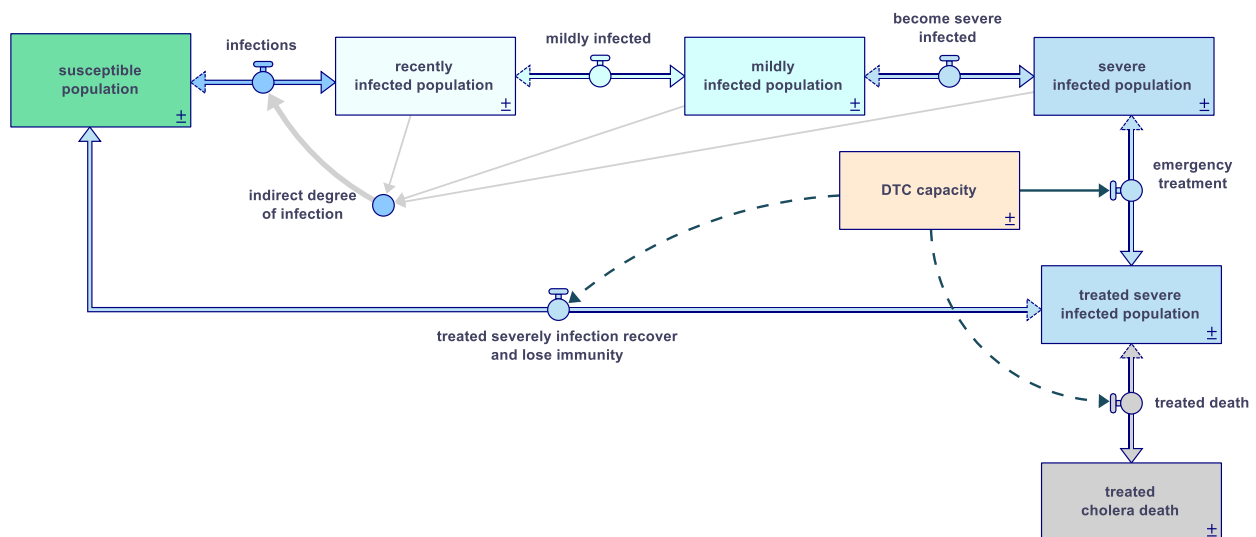 become severe
infected
infections
mildly infected
susceptible
population
±
recently
infected population
±
mildly
infected population
±
severe
infected population
±
emergency
treatment
DTC capacity
±
indirect degree
of infection
treated severe
infected population
±
treated severely infection recover
and lose immunity
treated death
treated
cholera death
±